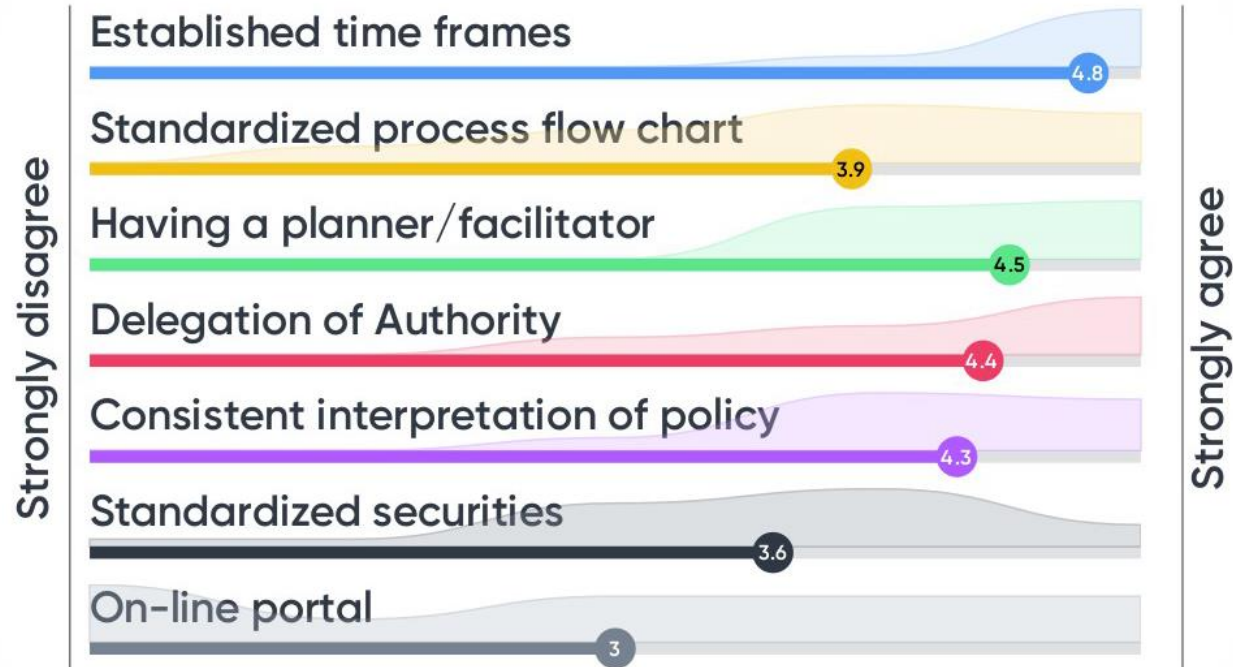 Strongly disagree
Established time frames
4.8
Standardized process flow chart
3.9
Having a planner/facilitator
4.5
Delegation of Authority
4.4
Consistent interpretation of policy
4.3
Standardized securities
3.6
On-line portal
3
Strongly agree